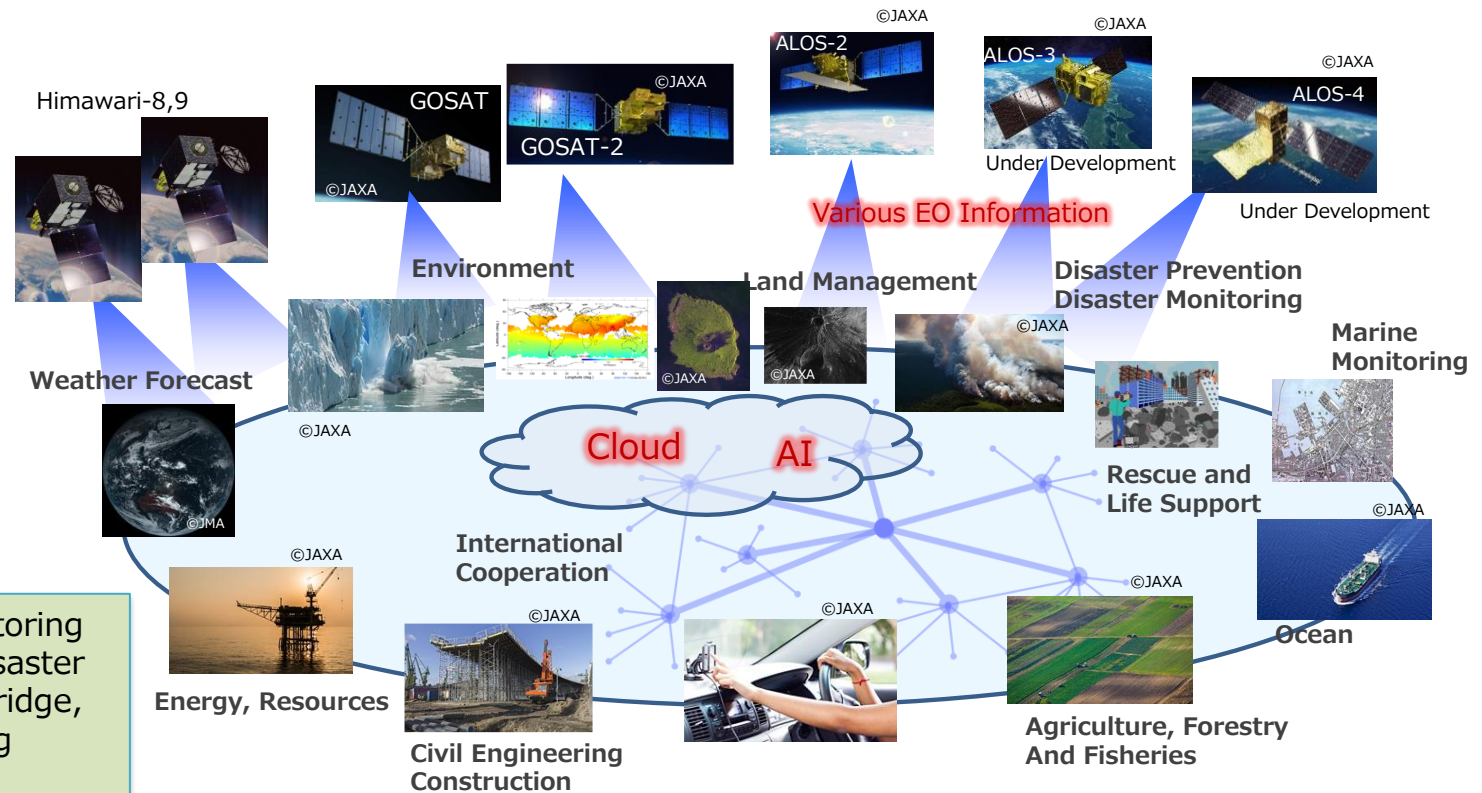 ©JAXA
©JAXA
©JAXA
Himawari-8,9
GOSAT
©JAXA
©JAXA
GOSAT-2
ALOS-2
ALOS-3
ALOS-4
Under Development
Under Development
Various EO Information
Environment
Land Management
Disaster Prevention
Disaster Monitoring
Marine
Monitoring
Weather Forecast
©JAXA
©JAXA
©JAXA
©JAXA
©JMA
Cloud
AI
Rescue and
Life Support
©JAXA
International
Cooperation
©JAXA
©JAXA
©JAXA
©JAXA
Ocean
toring
saster
ridge,
g
Energy, Resources
Civil Engineering
Construction
Agriculture, Forestry
And Fisheries